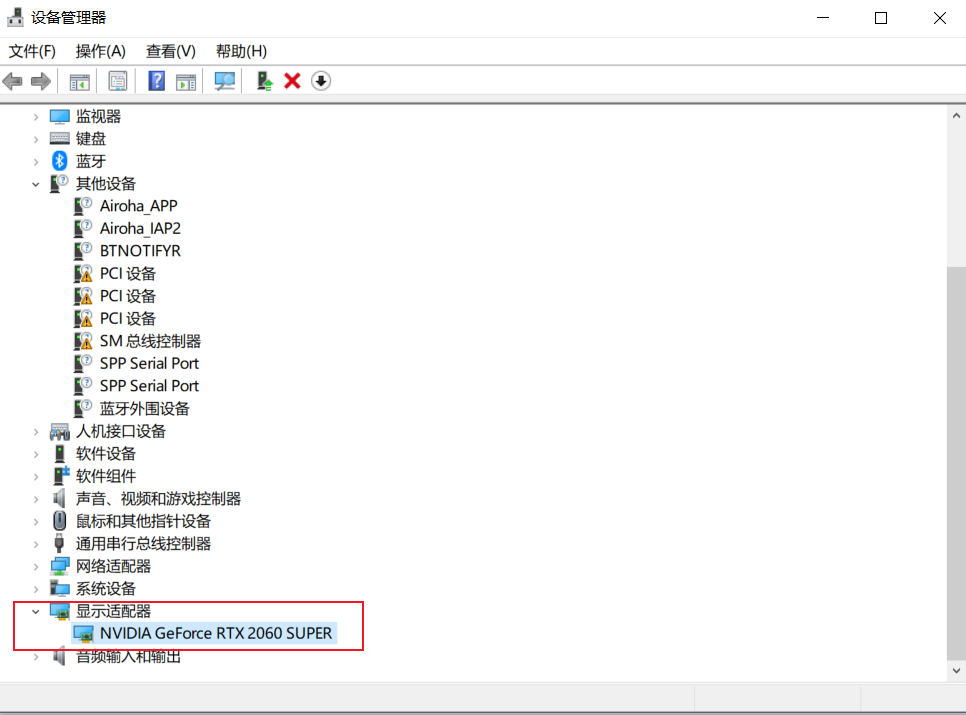 设备管理器
文件(F) 操作(A) 查看(V) 帮助(H)
监视器
键盘
蓝牙
其他设备
Airoha_APP
Airoha_IAP2
BTNOTIFYR
PCI 设备
PCI 设备
PCI 设备
SM 总线控制器
SPP Serial Port
SPP Serial Port
蓝牙外围设备
人机接口设备
软件设备
软件组件
声音、视频和游戏控制器
鼠标和其他指针设备
通用串行总线控制器
网络适配器
系统设备
显示适配器
NVIDIA GeForce RTX 2060 SUPER
音频输入和输出